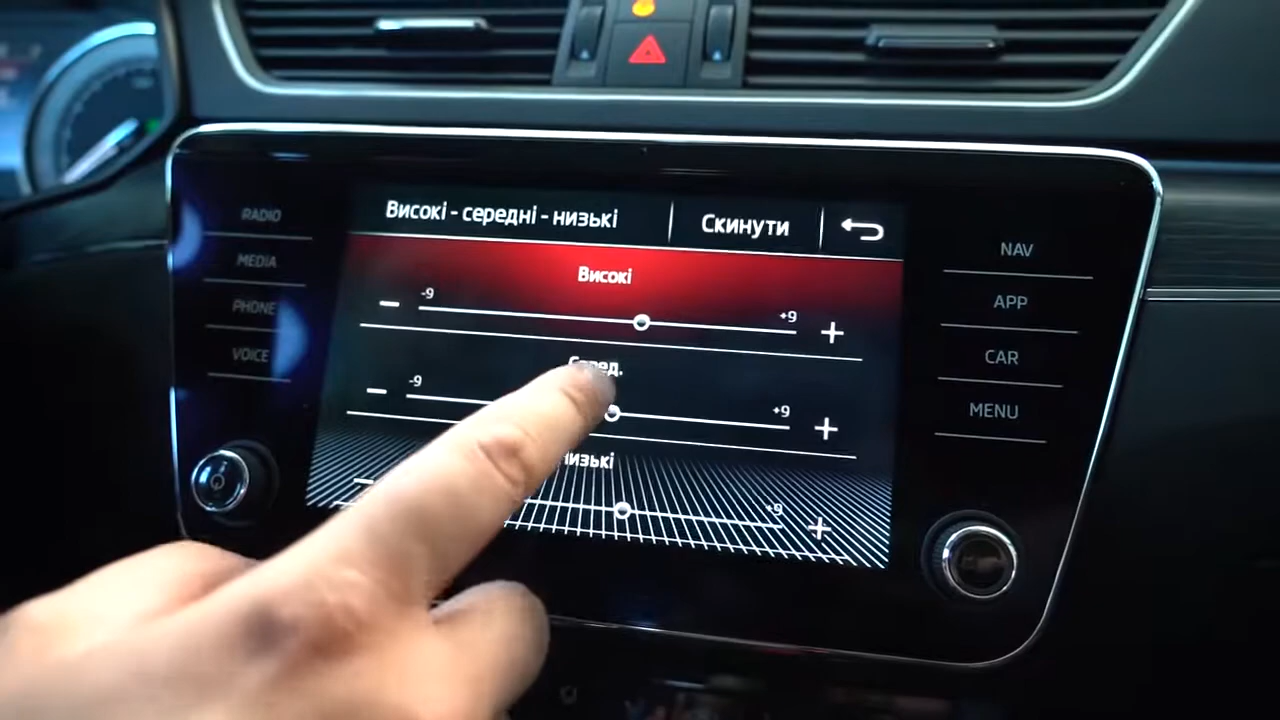 RADIO
MEDIA
PHONE
VOICE
Високі - середні - низькі
Скинути
Високі
-9
+9
Серед.
-9
+9
низькі
+9
NAV
APP
CAR
MENU